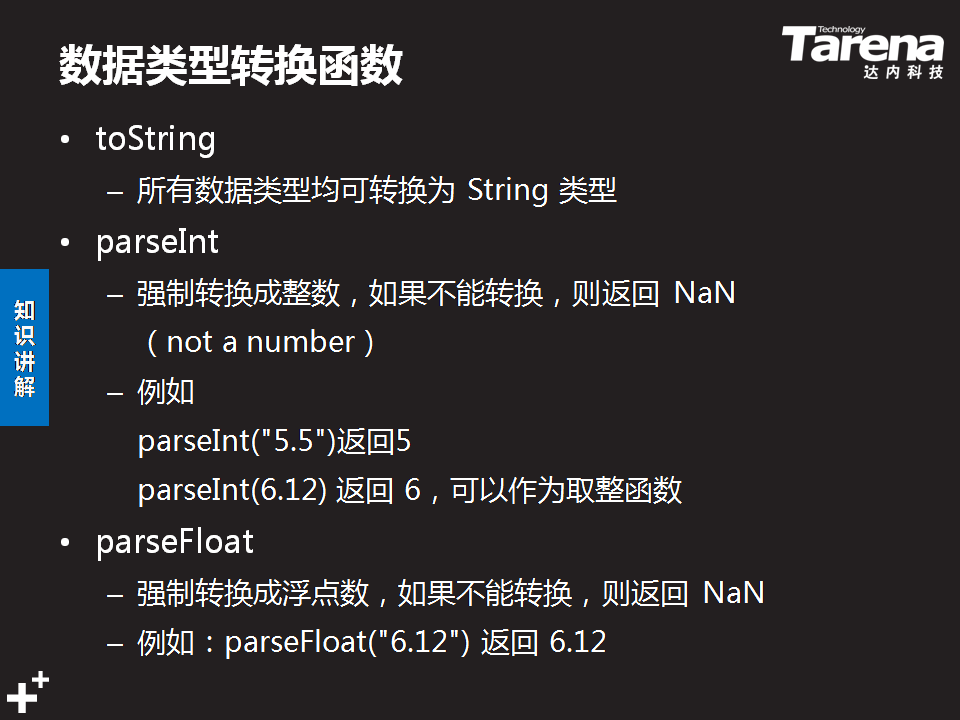 数据类型转换函数
Technology
Tarena
达内科技
• toString
– 所有数据类型均可转换为 String 类型
• parseInt
– 强制转换成整数，如果不能转换，则返回 NaN
（not a number）
– 例如
parseInt("5.5")返回5
parseInt(6.12) 返回 6，可以作为取整函数
• parseFloat
– 强制转换成浮点数，如果不能转换，则返回 NaN
– 例如：parseFloat("6.12") 返回 6.12
知
识
讲
解